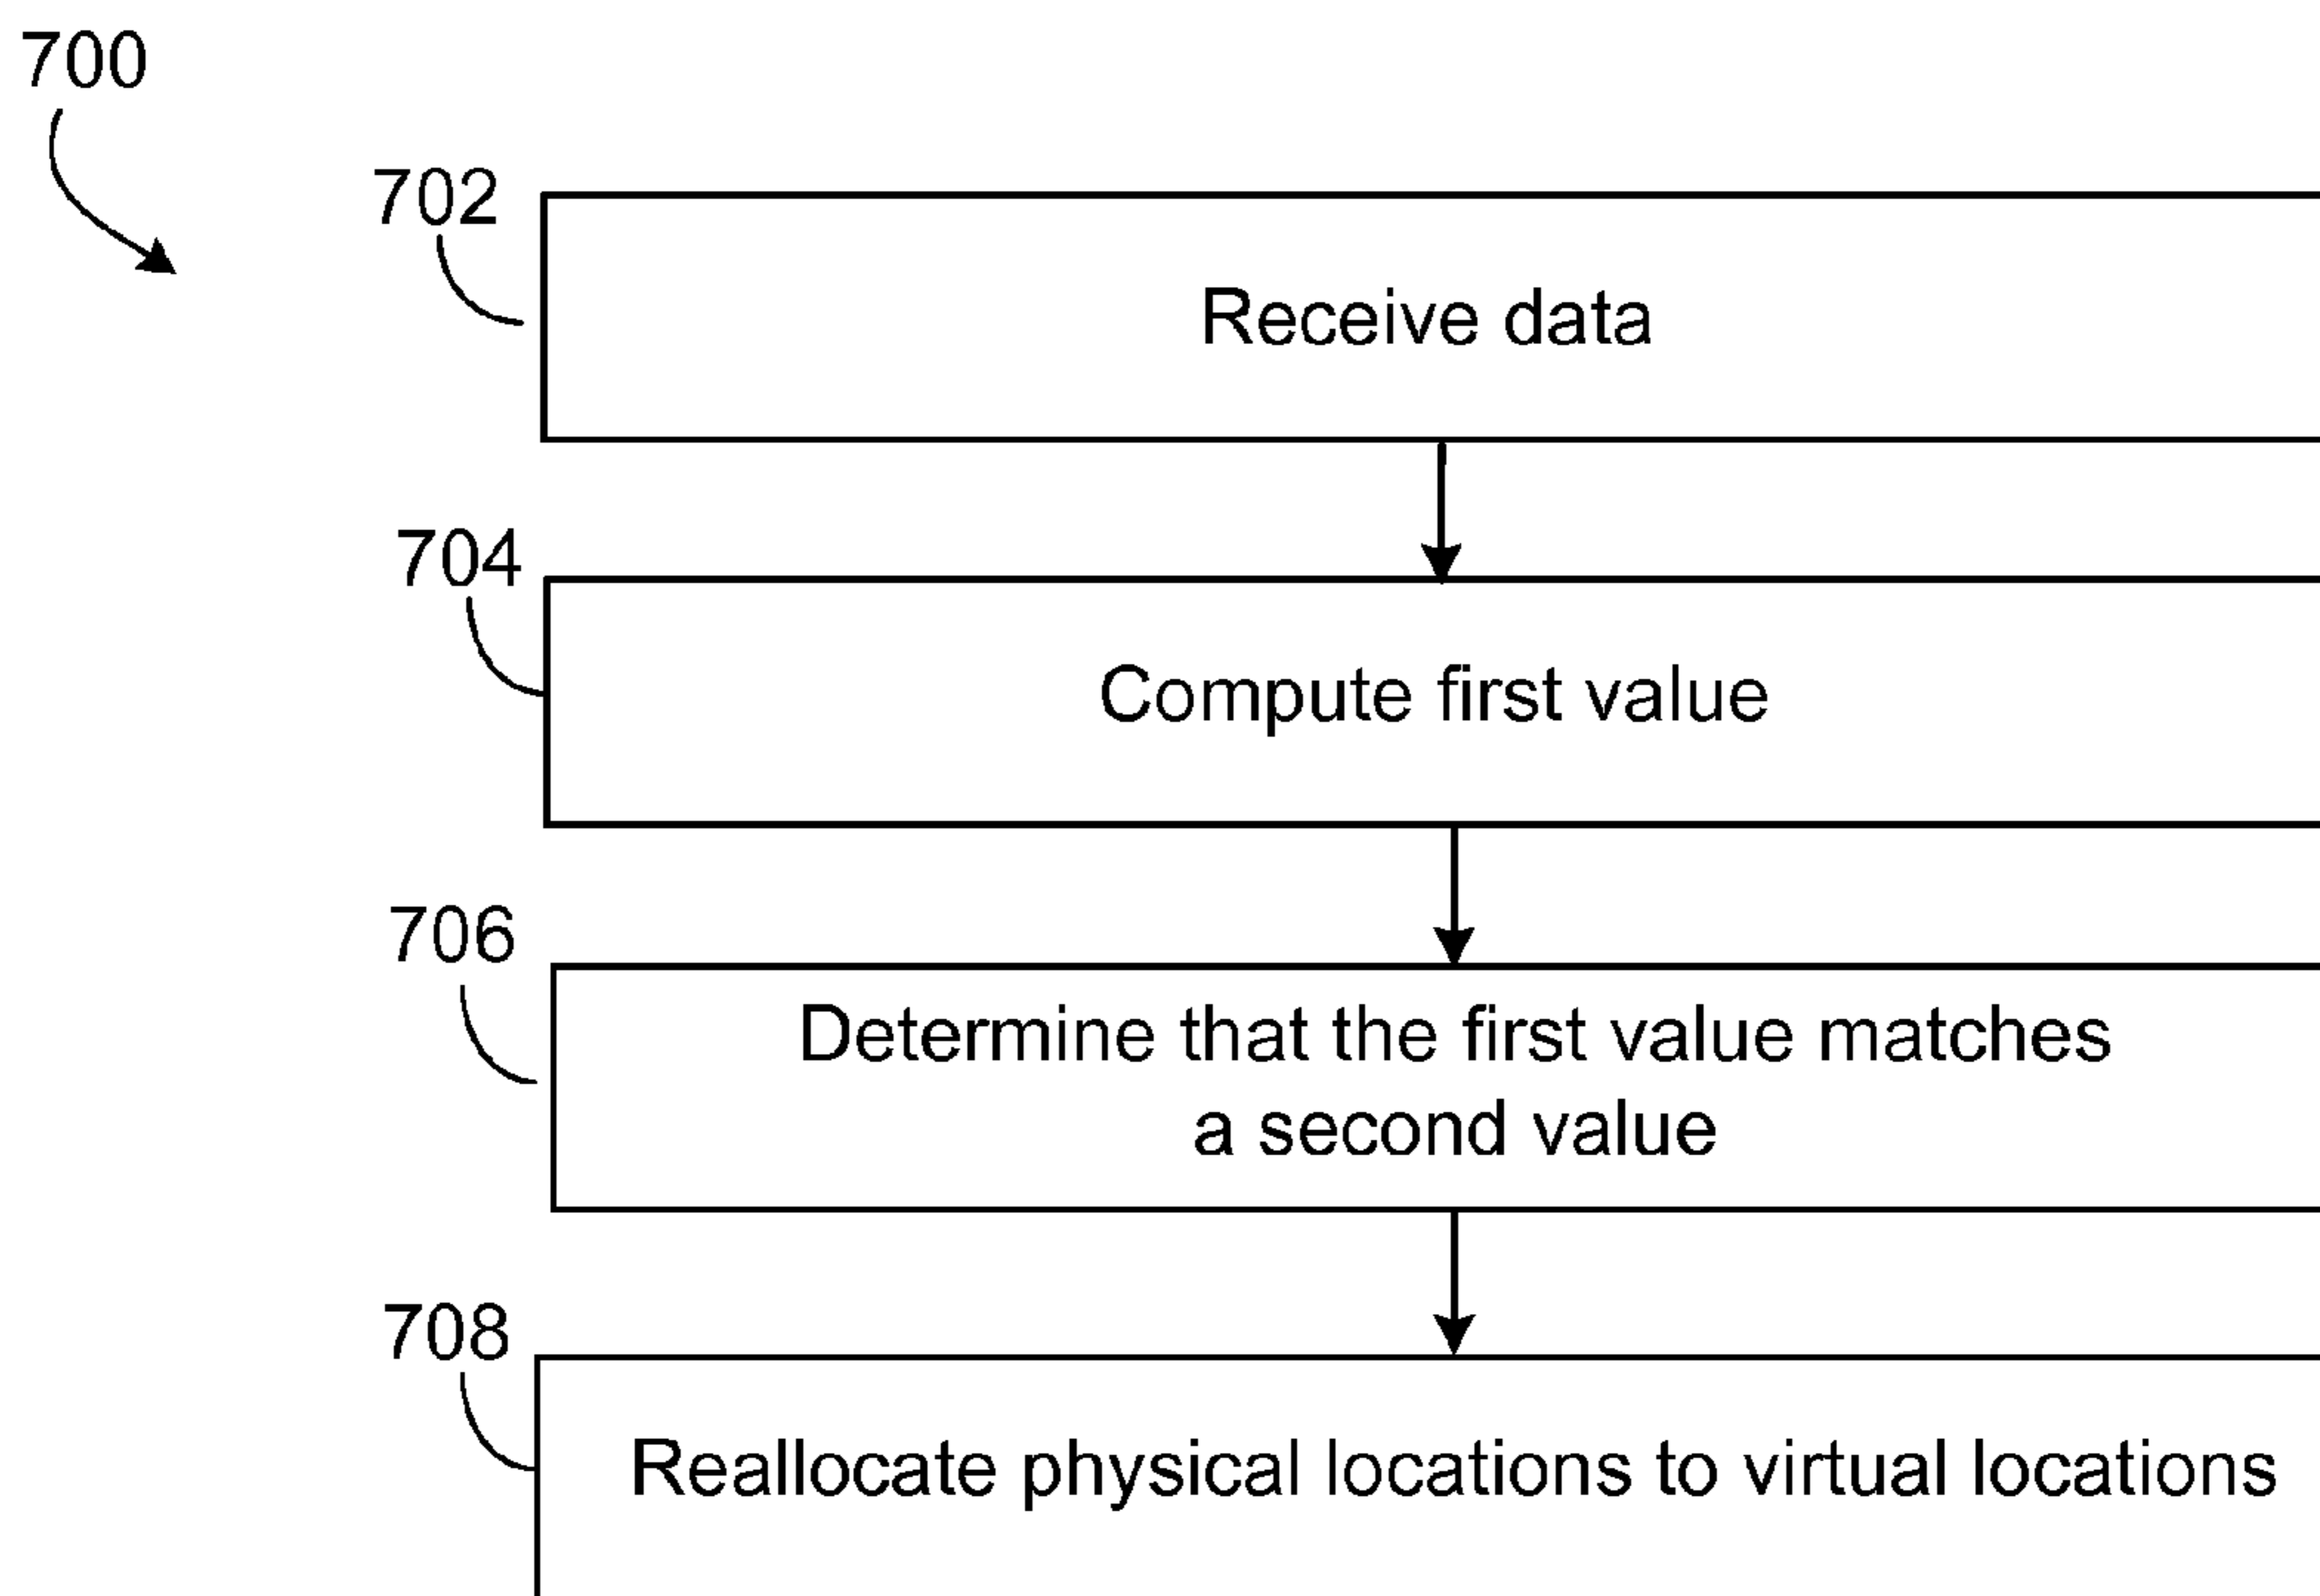 700
702
Receive data
704
Compute first value
706
Determine that the first value matches
a second value
708
Reallocate physical locations to virtual locations